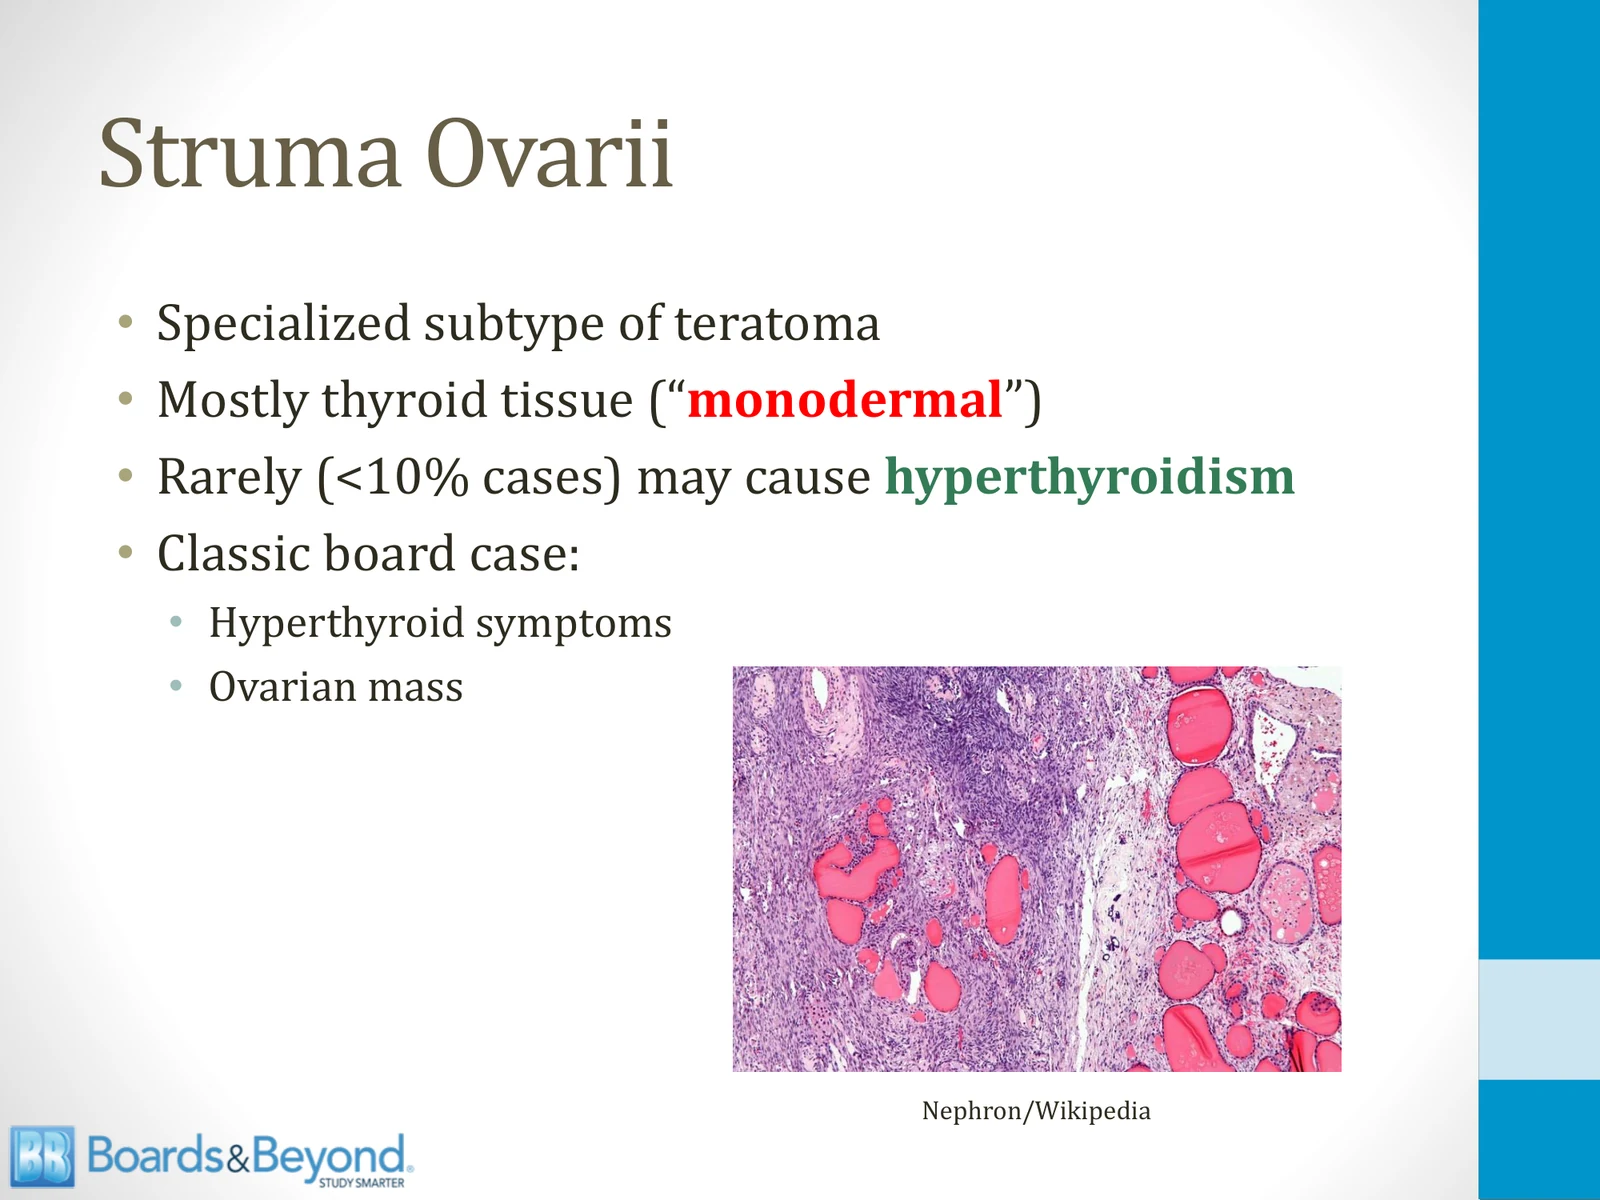 Struma Ovarii
• Specialized subtype of teratoma
• Mostly thyroid tissue (“monodermal”)
• Rarely (<10% cases) may cause hyperthyroidism
• Classic board case:
• Hyperthyroid symptoms
• Ovarian mass
Nephron/Wikipedia
BB Boards&Beyond®
STUDY SMARTER